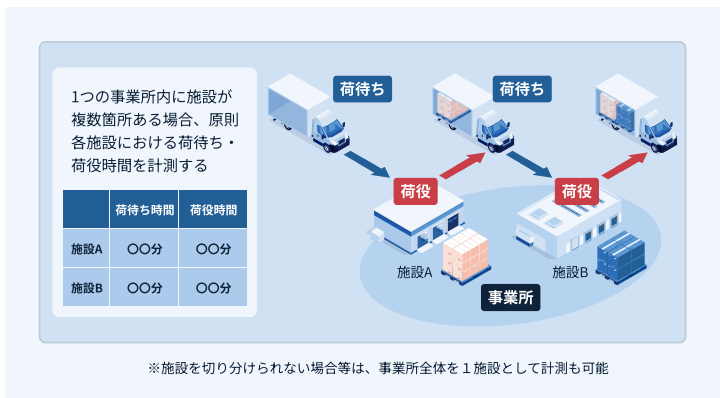 1つの事業所内に施設が
複数箇所ある場合、原則
各施設における荷待ち・
荷役時間を計測する
荷待ち時間 荷役時間
施設A 〇〇分 〇〇分
施設B 〇〇分 〇〇分
荷待ち
荷待ち
荷役
荷役
施設A
施設B
事業所
※施設を切り分けられない場合等は、事業所全体を１施設として計測も可能